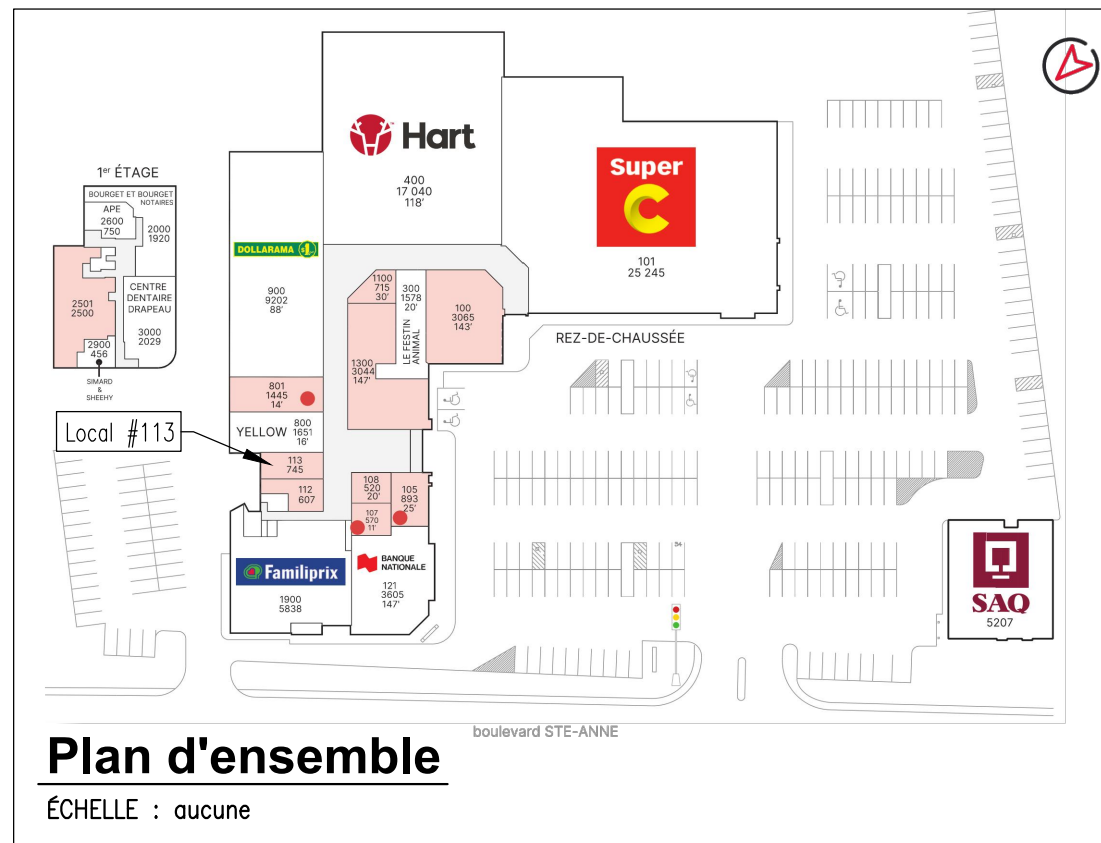 Hart
400
17 040
118'
Super
C
101
25 245
1er ÉTAGE
BOURGET ET BOURGET
NOTAIRES
APE
2600
750
2000
1920
2501
2500
CENTRE
DENTAIRE
DRAPEAU
3000
2029
2900
456
SIMARD
&
SHEEHY
DOLLARAMA
900
9202
88'
1100
715
30'
300
1578
20'
LE FESTIN
ANIMAL
100
3065
143'
REZ-DE-CHAUSSÉE
1300
3044
147'
801
1445
14'
YELLOW
800
1651
16'
Local #113
113
745
112
607
108
520
20'
105
893
25'
107
570
11'
Familiprix
1900
5838
BANQUE
NATIONALE
121
3605
147'
SAQ
5207
boulevard STE-ANNE
Plan d'ensemble
ÉCHELLE : aucune